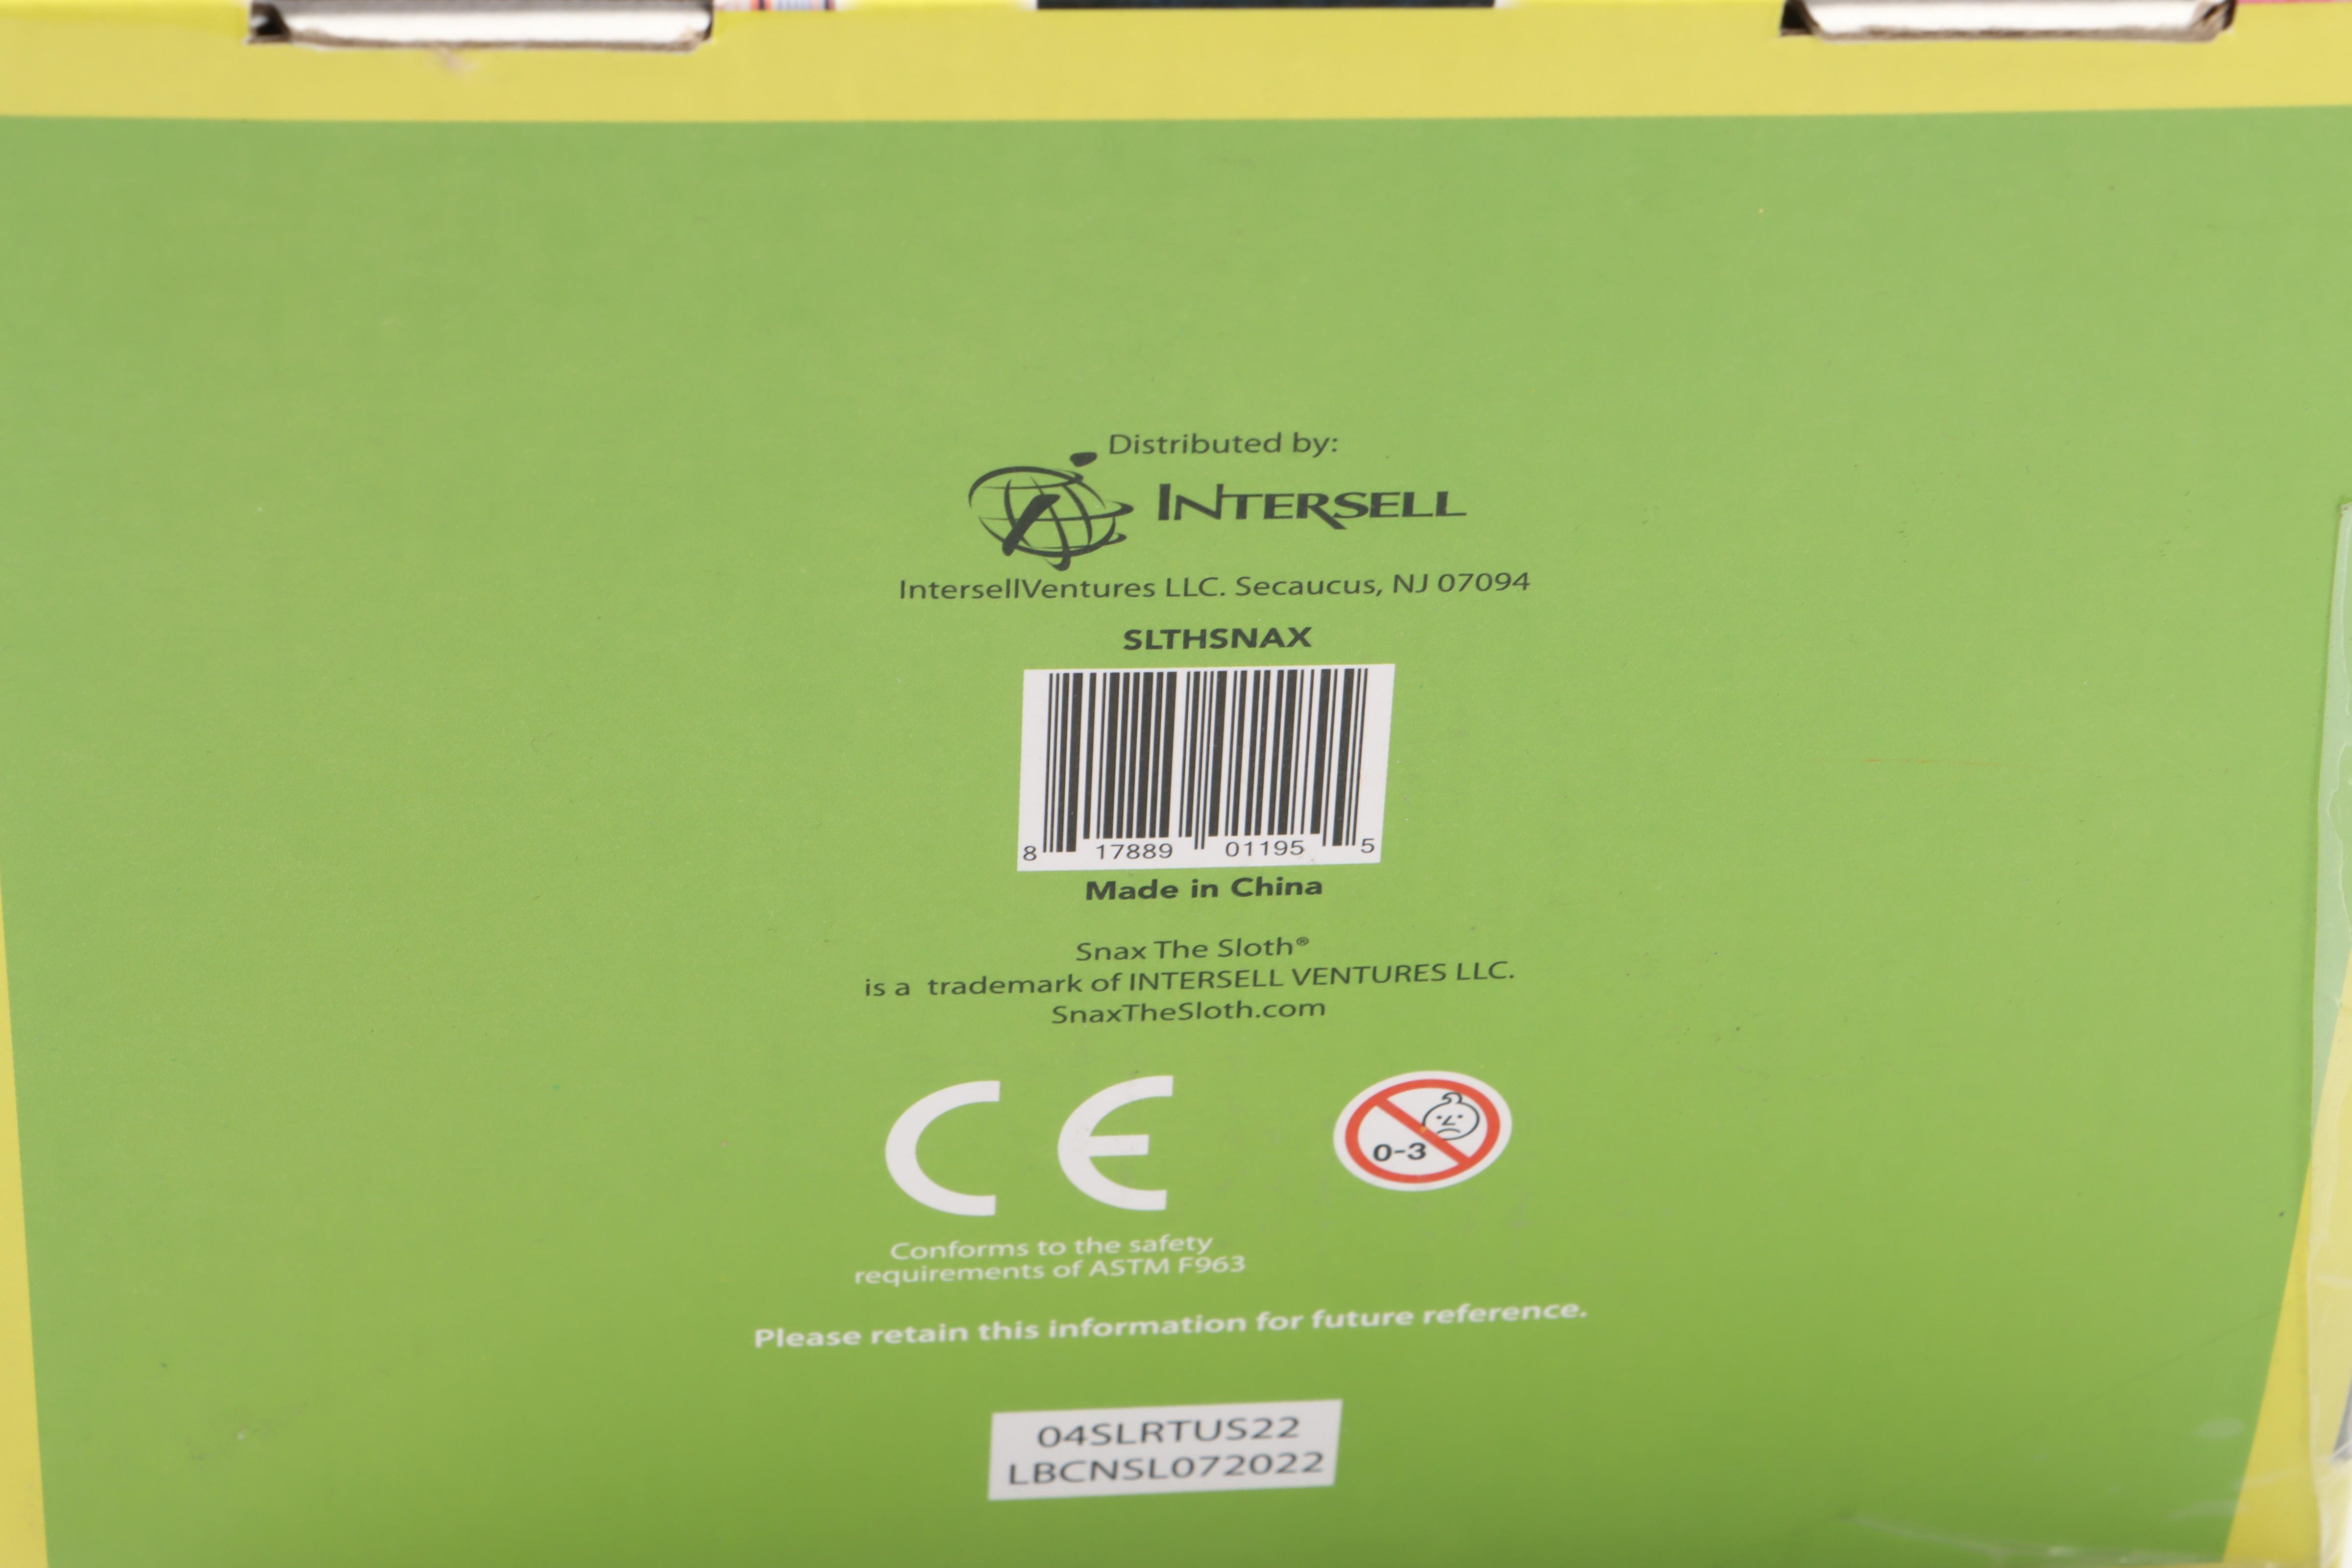 Distributed by:
INTERSELL
IntersellVentures LLC. Secaucus, NJ 07094
SLTHSNAX
8 17889 01195 5
Made in China
Snax The Sloth®
is a trademark of INTERSELL VENTURES LLC.
SnaxTheSloth.com
CE
0-3
Conforms to the safety
requirements of ASTM F963
Please retain this information for future reference.
04SLRTUS22
LBCNSL072022